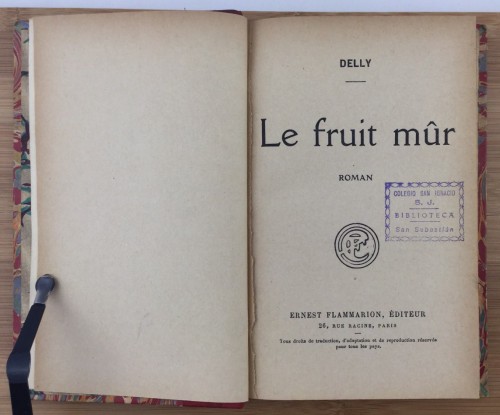 DELLY
Le fruit mûr
ROMAN
COLEGIO SAN IGNACIO
S. J.
BIBLIOTECA
San Sebastián
ERNEST FLAMMARION, ÉDITEUR
26, RUE RACINE, PARIS
Tous droits de traduction, d'adaptation et de reproduction réservés
pour tous les pays.